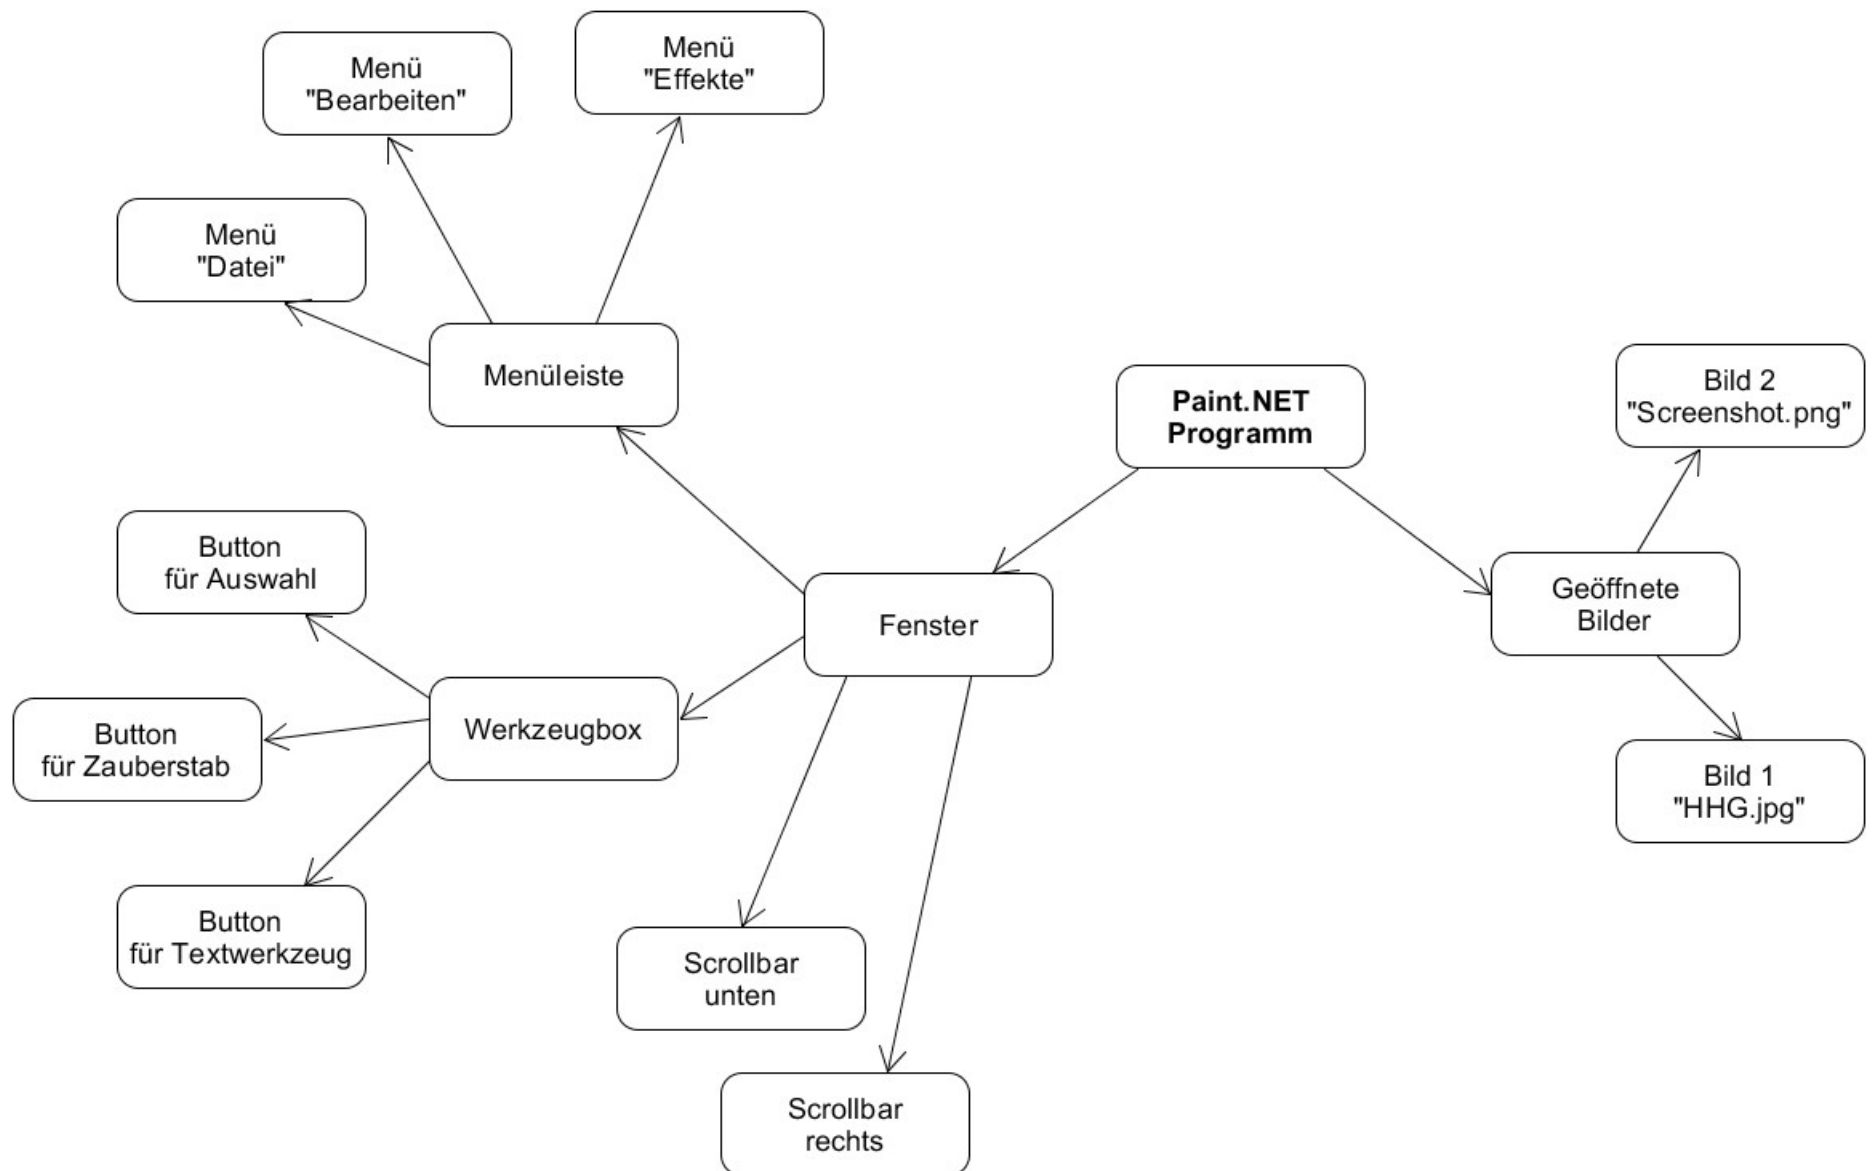 Menü
"Effekte"
Menü
"Bearbeiten"
Menü
"Datei"
Menüleiste
Paint.NET
Programm
Bild 2
"Screenshot.png"
Button
für Auswahl
Fenster
Geöffnete
Bilder
Werkzeugbox
Button
für Zauberstab
Bild 1
"HHG.jpg"
Button
für Textwerkzeug
Scrollbar
unten
Scrollbar
rechts